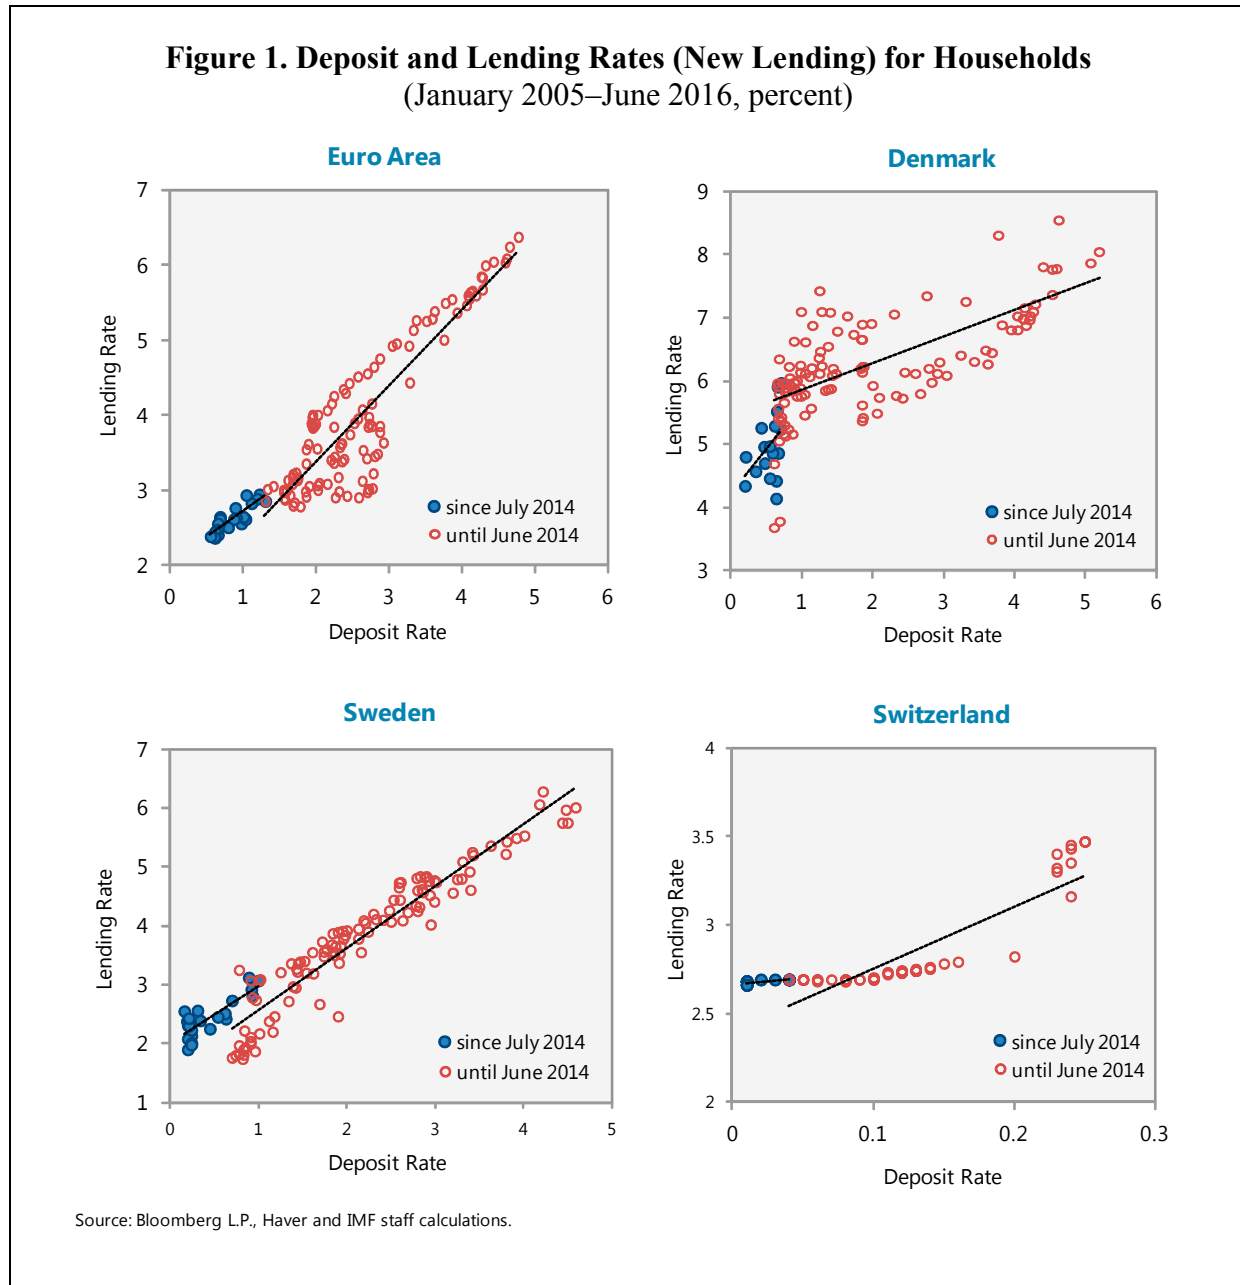 Figure 1. Deposit and Lending Rates (New Lending) for Households
(January 2005–June 2016, percent)
Euro Area
7
6
5
4
3
2
Lending Rate
0 1 2 3 4 5 6
Deposit Rate
since July 2014
until June 2014
Denmark
9
8
7
6
5
4
3
Lending Rate
0 1 2 3 4 5 6
Deposit Rate
since July 2014
until June 2014
Sweden
7
6
5
4
3
2
1
Lending Rate
0 1 2 3 4 5
Deposit Rate
since July 2014
until June 2014
Switzerland
4
3.5
3
2.5
2
Lending Rate
0 0.1 0.2 0.3
Deposit Rate
since July 2014
until June 2014
Source: Bloomberg L.P., Haver and IMF staff calculations.